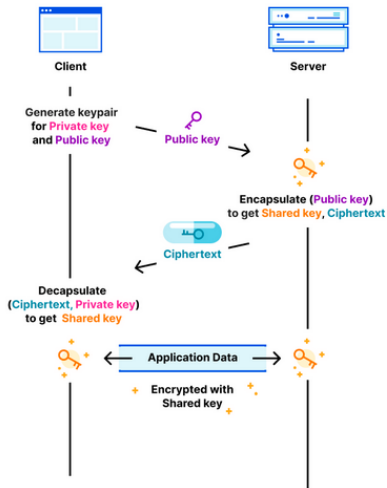 Client
Server
Generate keypair
for Private key
and Public key
Public key
Encapsulate (Public key)
to get Shared key, Ciphertext
Ciphertext
Decapsulate
(Ciphertext, Private key)
to get Shared key
Application Data
Encrypted with
Shared key